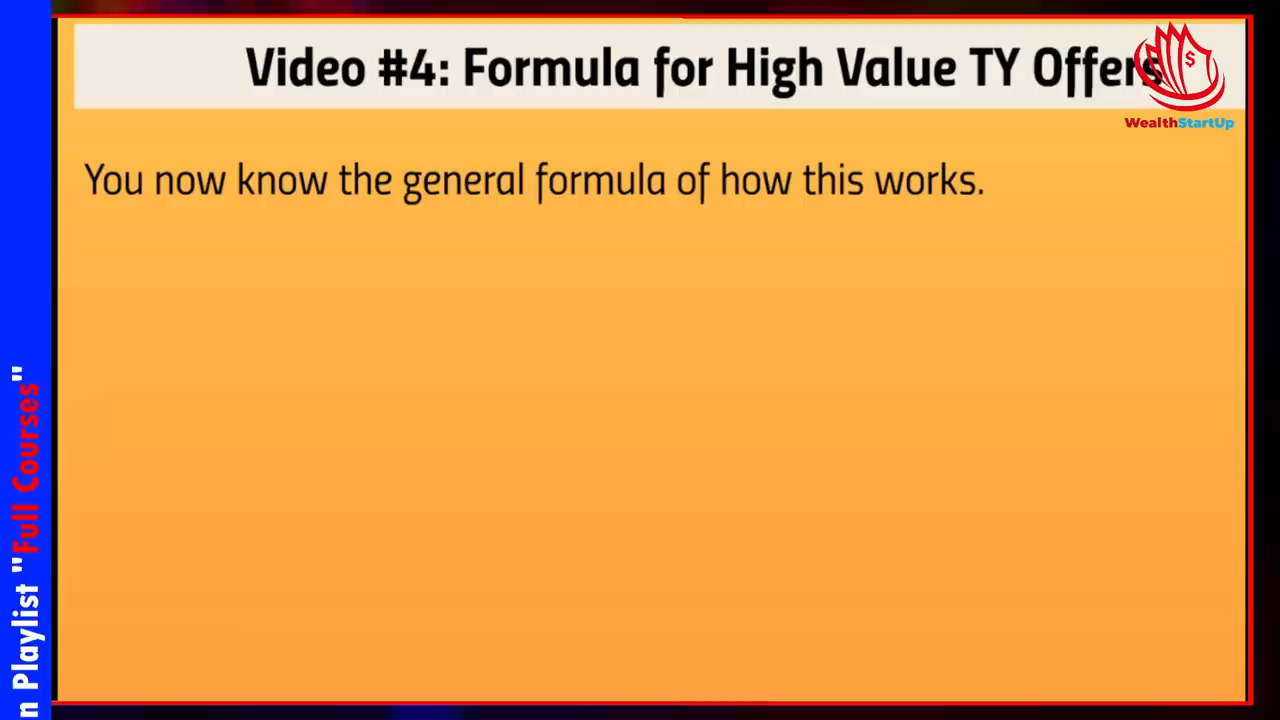 Video #4: Formula for High Value TY Offers
$
WealthStartUp
You now know the general formula of how this works.
n Playlist "Full Courses"